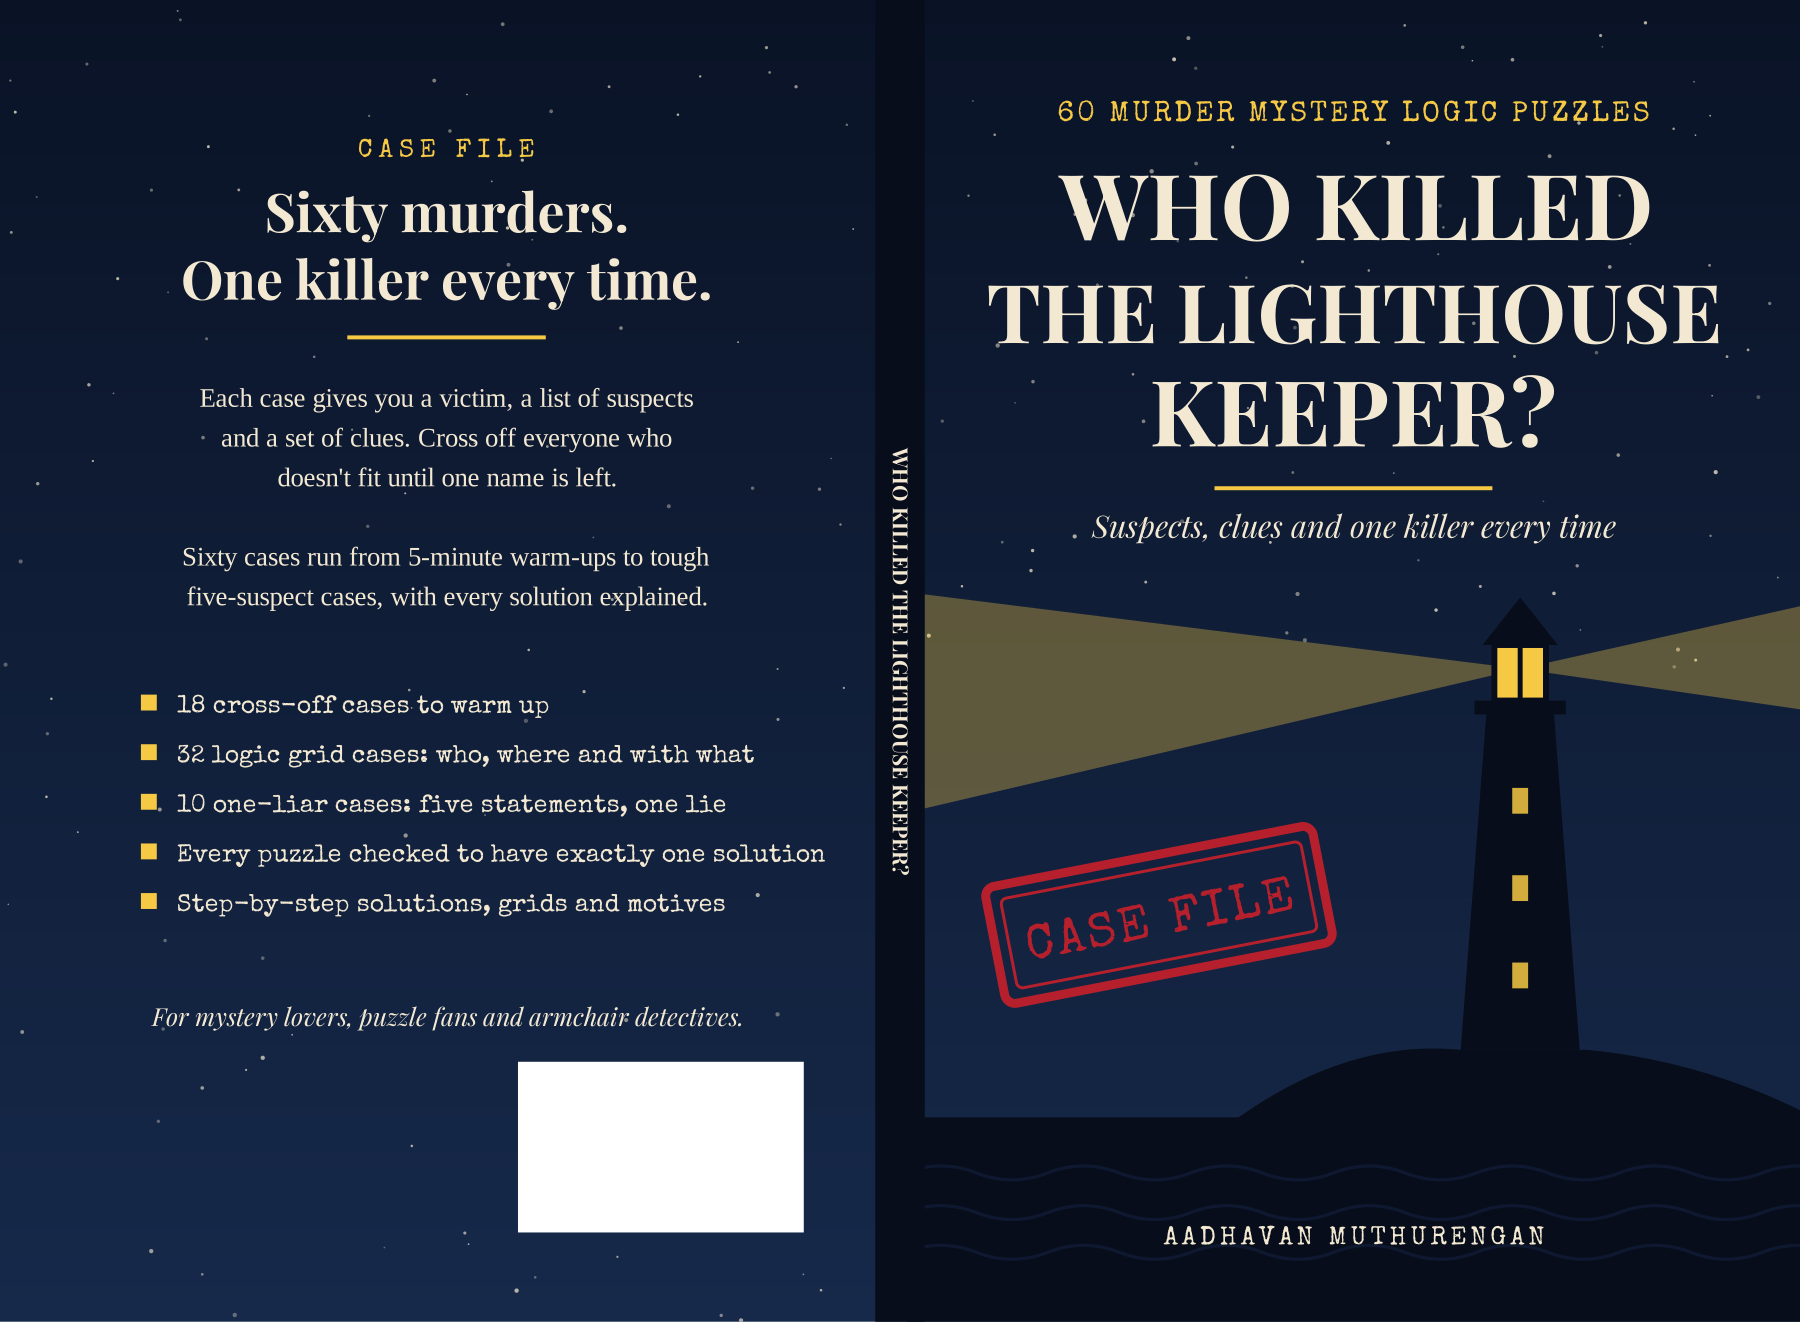 CASE FILE
Sixty murders.
One killer every time.
Each case gives you a victim, a list of suspects
and a set of clues. Cross off everyone who
doesn't fit until one name is left.
Sixty cases run from 5-minute warm-ups to tough
five-suspect cases, with every solution explained.
18 cross-off cases to warm up
32 logic grid cases: who, where and with what
10 one-liar cases: five statements, one lie
Every puzzle checked to have exactly one solution
Step-by-step solutions, grids and motives
For mystery lovers, puzzle fans and armchair detectives.
WHO KILLED THE LIGHTHOUSE KEEPER?
60 MURDER MYSTERY LOGIC PUZZLES
WHO KILLED
THE LIGHTHOUSE
KEEPER?
Suspects, clues and one killer every time
CASE FILE
AADHAVAN MUTHURENGAN